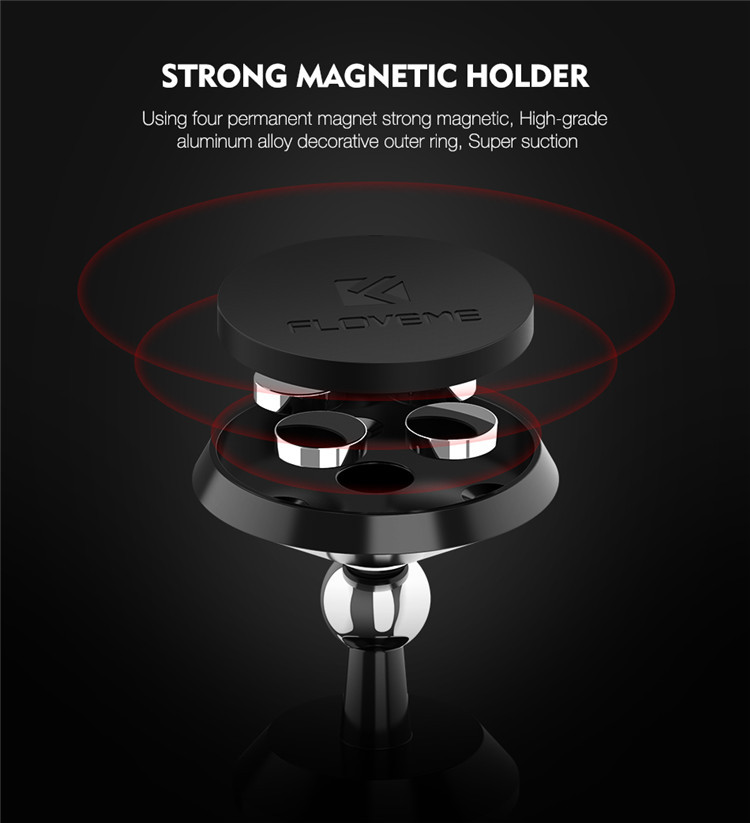 STRONG MAGNETIC HOLDER
Using four permanent magnet strong magnetic, High-grade
aluminum alloy decorative outer ring, Super suction
FLOVEME